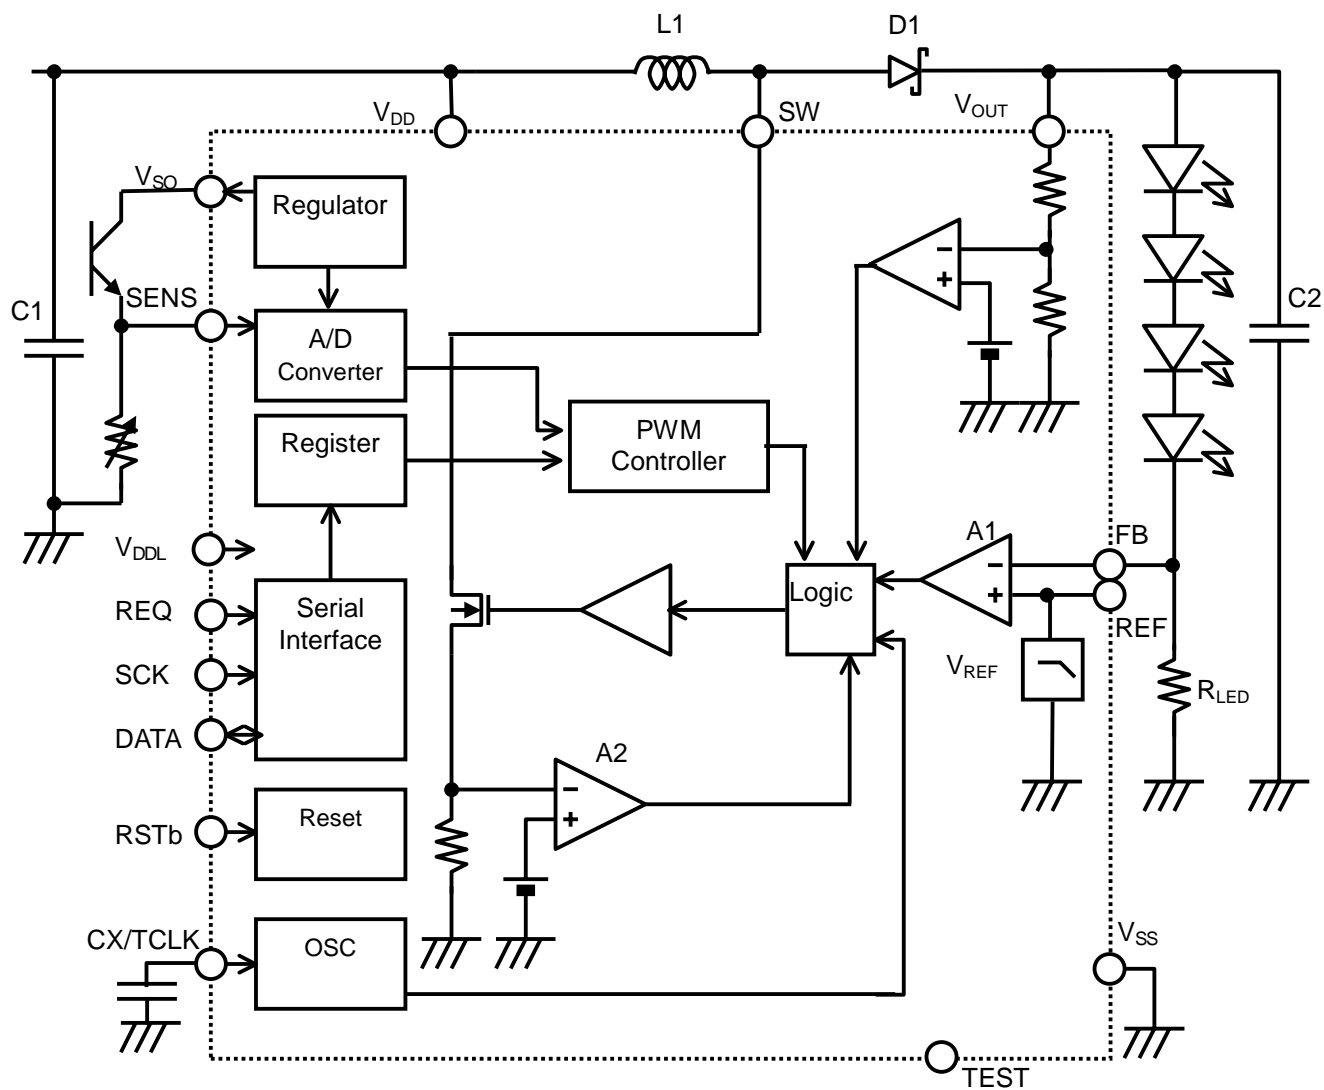 L1
D1
VDD
SW
VOUT
VSO
Regulator
SENS
C1
A/D
Converter
C2
Register
PWM
Controller
VDDL
A1
FB
REQ
Serial
Interface
Logic
REF
SCK
VREF
RLED
DATA
A2
RSTb
Reset
CX/TCLK
OSC
VSS
TEST